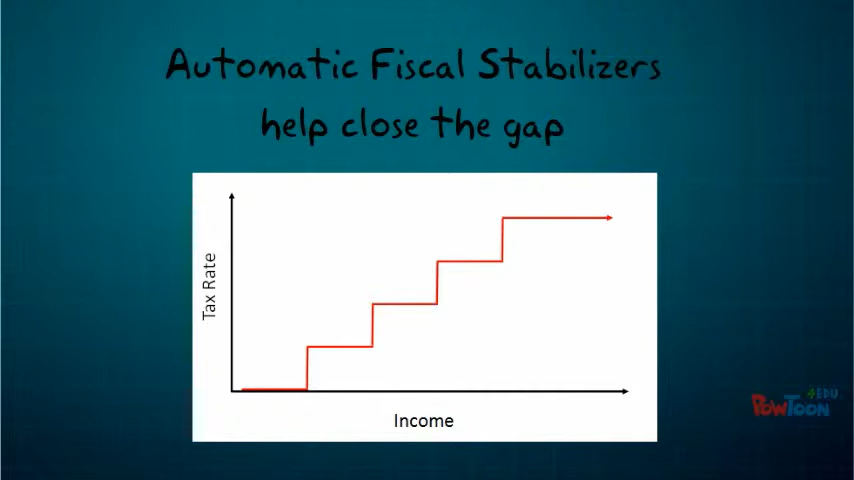 Automatic Fiscal Stabilizers
help close the gap
Tax Rate
Income
4EDU
PowToon